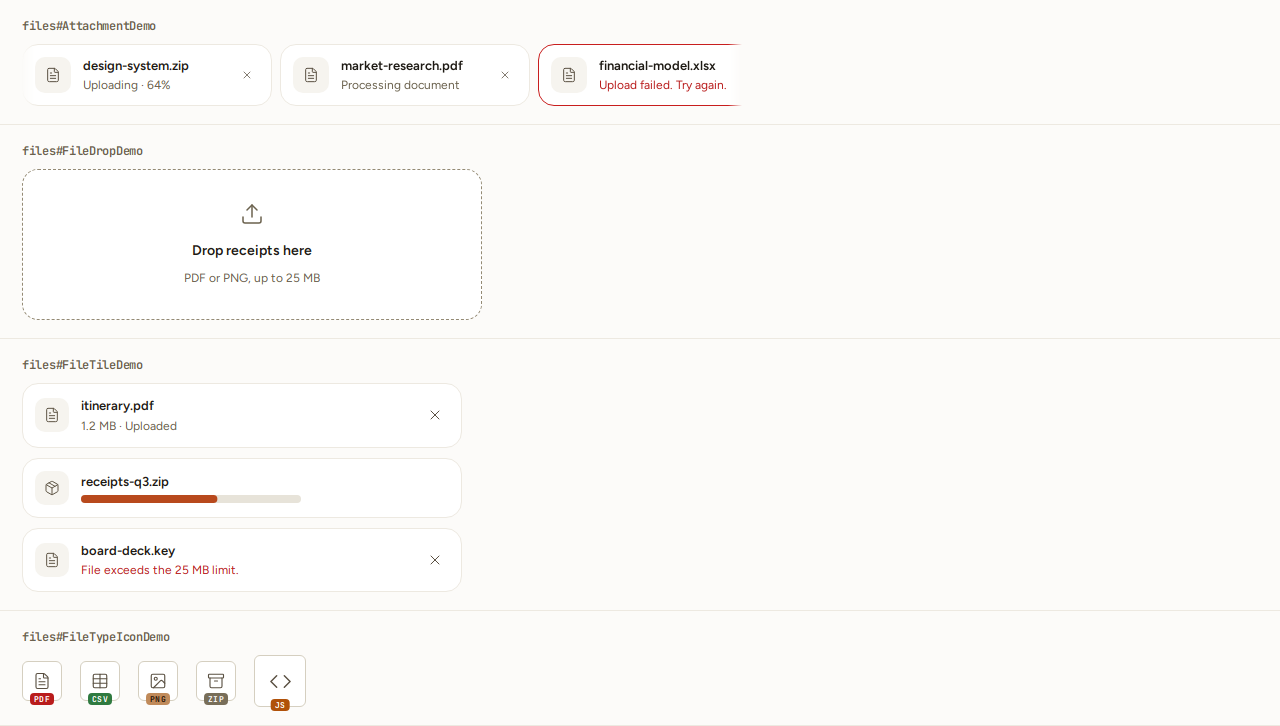 files#AttachmentDemo
design-system.zip
Uploading · 64%
market-research.pdf
Processing document
financial-model.xlsx
Upload failed. Try again.
files#FileDropDemo
Drop receipts here
PDF or PNG, up to 25 MB
files#FileTileDemo
itinerary.pdf
1.2 MB · Uploaded
receipts-q3.zip
board-deck.key
File exceeds the 25 MB limit.
files#FileTypeIconDemo
PDF
CSV
PNG
ZIP
JS